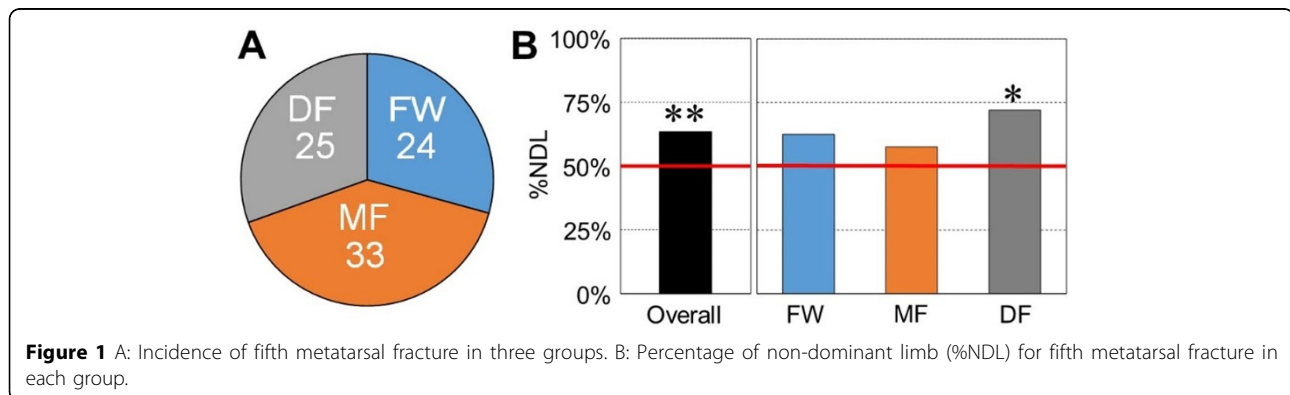 A
DF
25
FW
24
MF
33
B
100%
75%
50%
25%
0%
%NDL
**
*
Overall
FW
MF
DF
Figure 1 A: Incidence of fifth metatarsal fracture in three groups. B: Percentage of non-dominant limb (%NDL) for fifth metatarsal fracture in
each group.